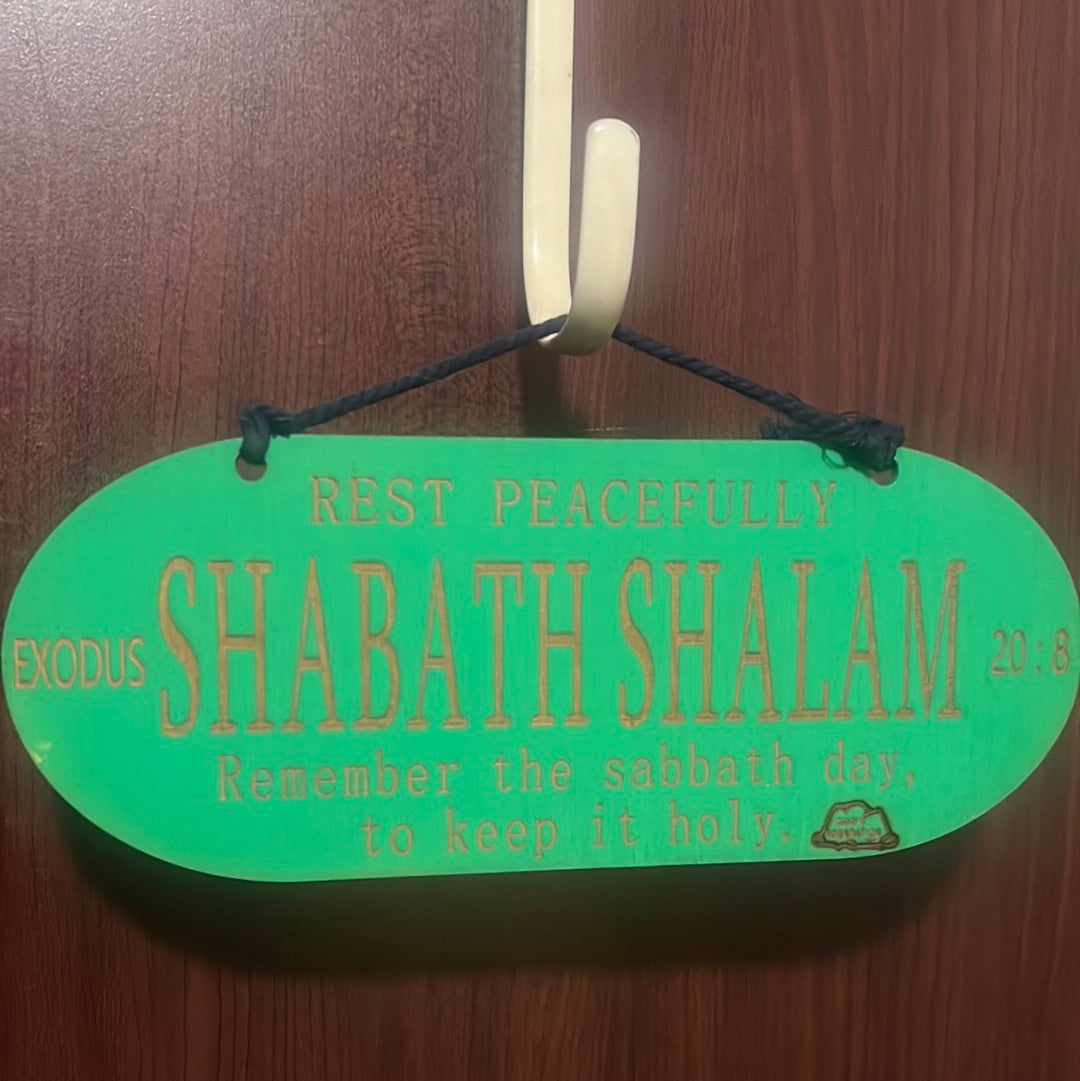 REST PEACEFULLY
EXODUS SHABATH SHALAM 20:8
Remember the sabbath day,
to keep it holy.